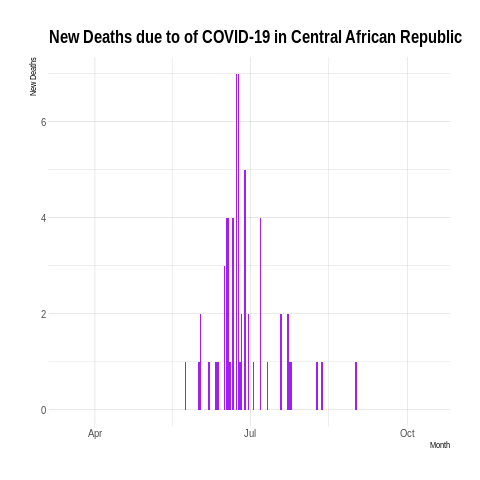 New Deaths due to of COVID-19 in Central African Republic
New Deaths
6
4
2
0
Apr Jul Oct
Month